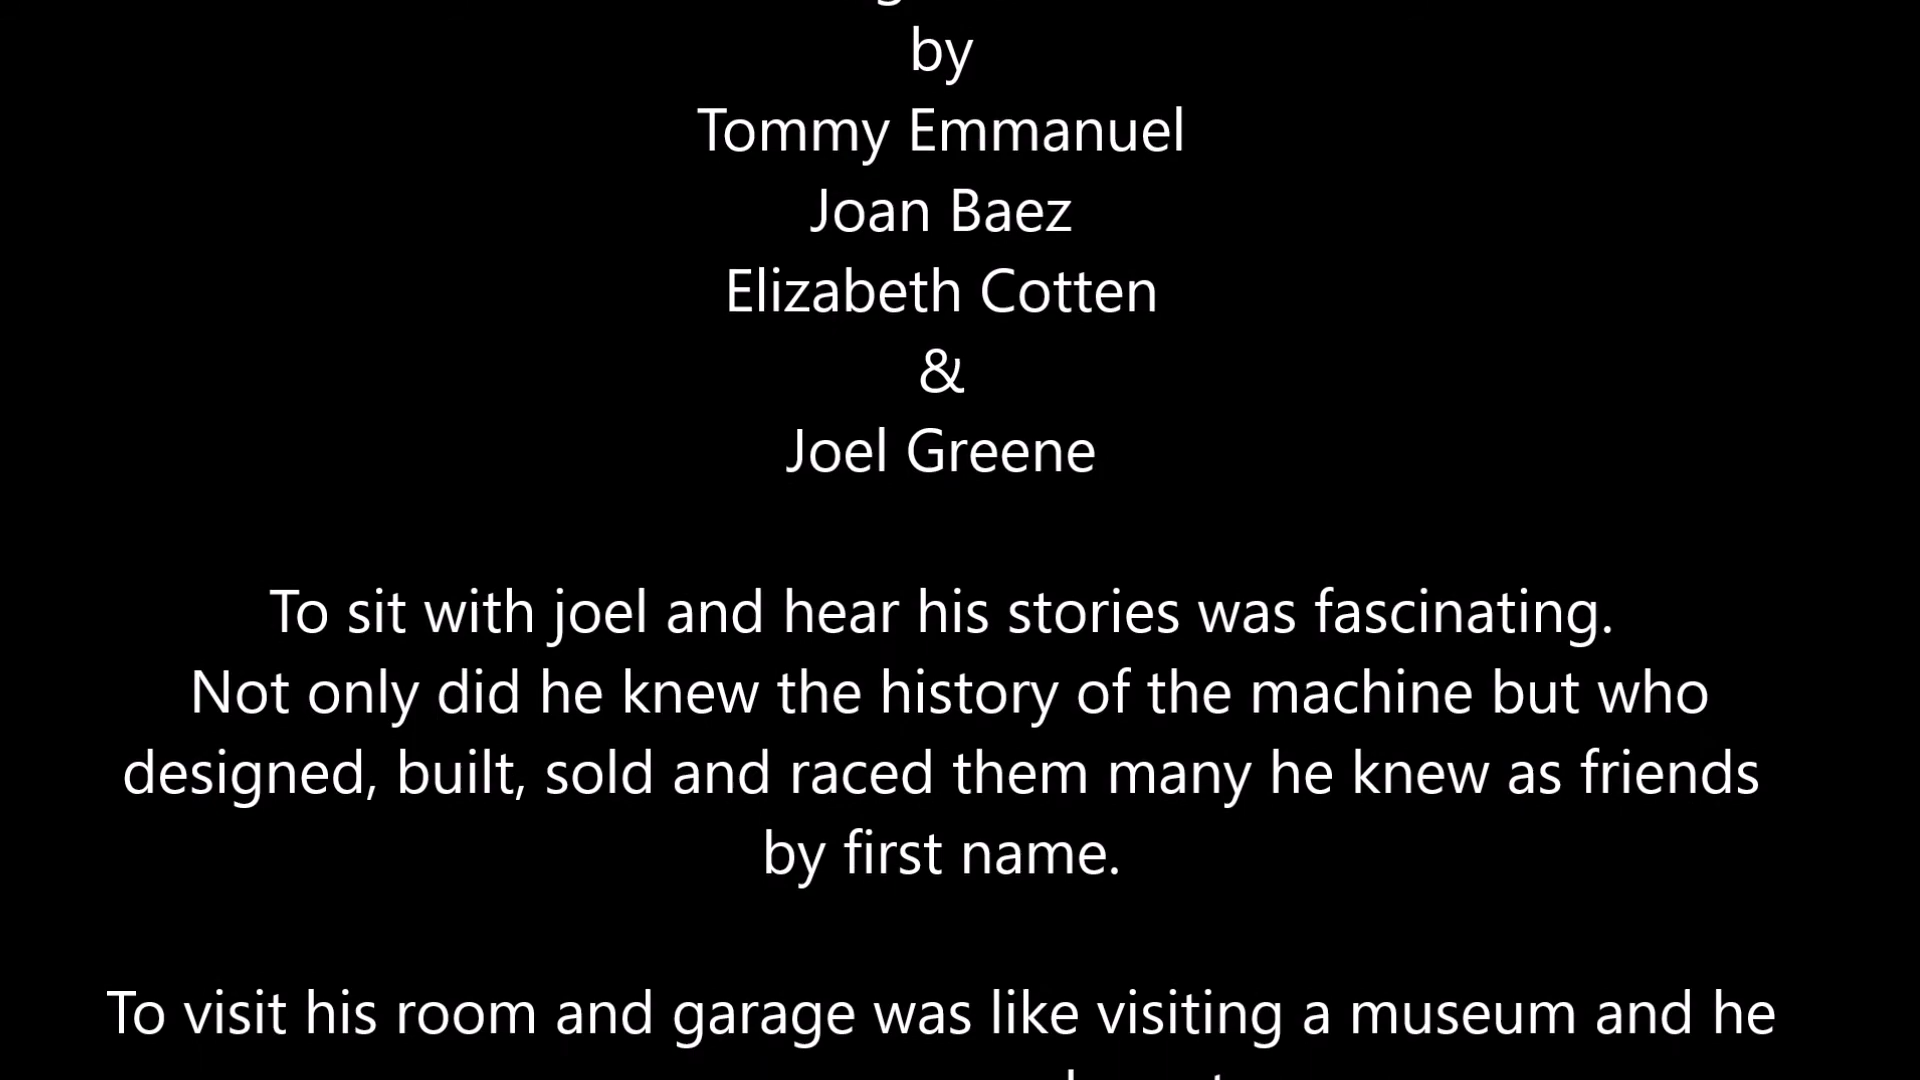 by
Tommy Emmanuel
Joan Baez
Elizabeth Cotten
&
Joel Greene
To sit with joel and hear his stories was fascinating.
Not only did he knew the history of the machine but who
designed, built, sold and raced them many he knew as friends
by first name.
To visit his room and garage was like visiting a museum and he